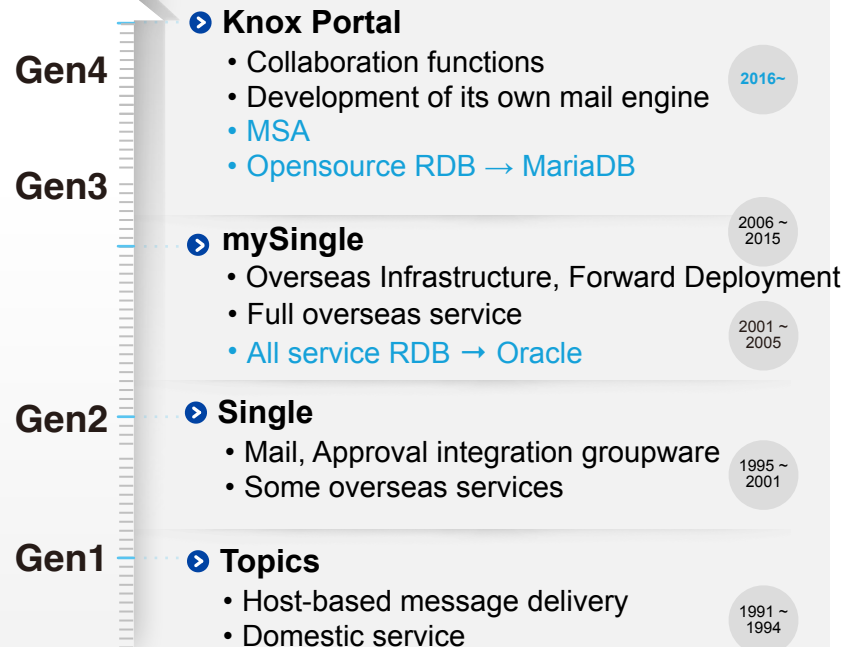 Knox Portal
Gen4
• Collaboration functions
2016~
• Development of its own mail engine
• MSA
• Opensource RDB → MariaDB
Gen3
2006 ~
2015
mySingle
• Overseas Infrastructure, Forward Deployment
• Full overseas service
2001 ~
2005
• All service RDB → Oracle
Gen2
Single
• Mail, Approval integration groupware
1995 ~
2001
• Some overseas services
Gen1
Topics
• Host-based message delivery
1991 ~
1994
• Domestic service